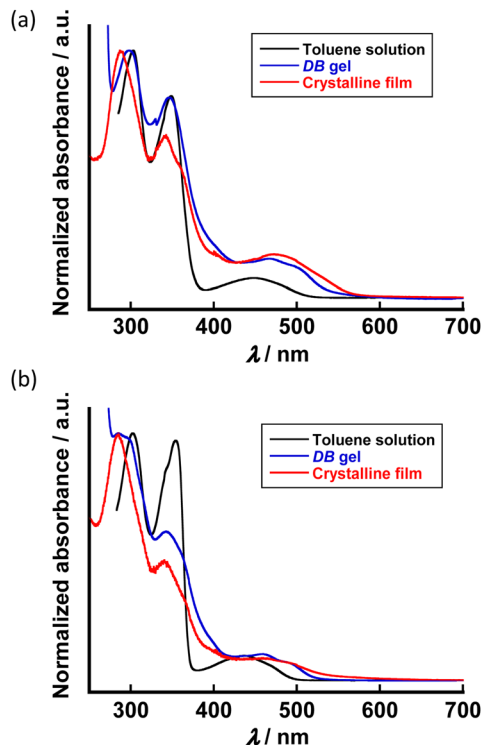 (a)
Normalized absorbance / a.u.
Toluene solution
DB gel
Crystalline film
300 400 500 600 700
λ / nm
(b)
Normalized absorbance / a.u.
Toluene solution
DB gel
Crystalline film
300 400 500 600 700
λ / nm